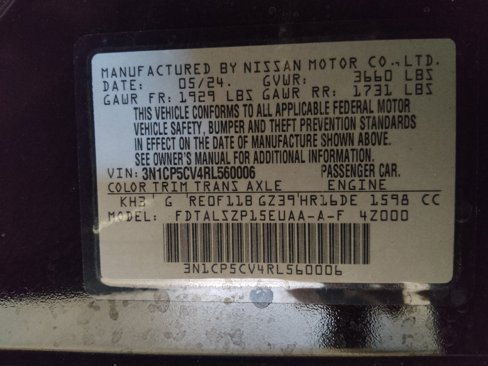 MANUFACTURED BY NISSAN MOTOR CO.,LTD.
DATE: 05/24. GVWR: 3660 LBS
GAWR FR: 1929 LBS GAWR RR: 1731 LBS
THIS VEHICLE CONFORMS TO ALL APPLICABLE FEDERAL MOTOR
VEHICLE SAFETY, BUMPER AND THEFT PREVENTION STANDARDS
IN EFFECT ON THE DATE OF MANUFACTURE SHOWN ABOVE.
SEE OWNER'S MANUAL FOR ADDITIONAL INFORMATION.
VIN: 3N1CP5CV4RL560006 PASSENGER CAR.
COLOR TRIM TRANS AXLE ENGINE
KH3 G RE0F11B GZ39 HR16DE 1598 CC
MODEL: FDTALSZP15EUAA-A-F 4Z000
3N1CP5CV4RL560006